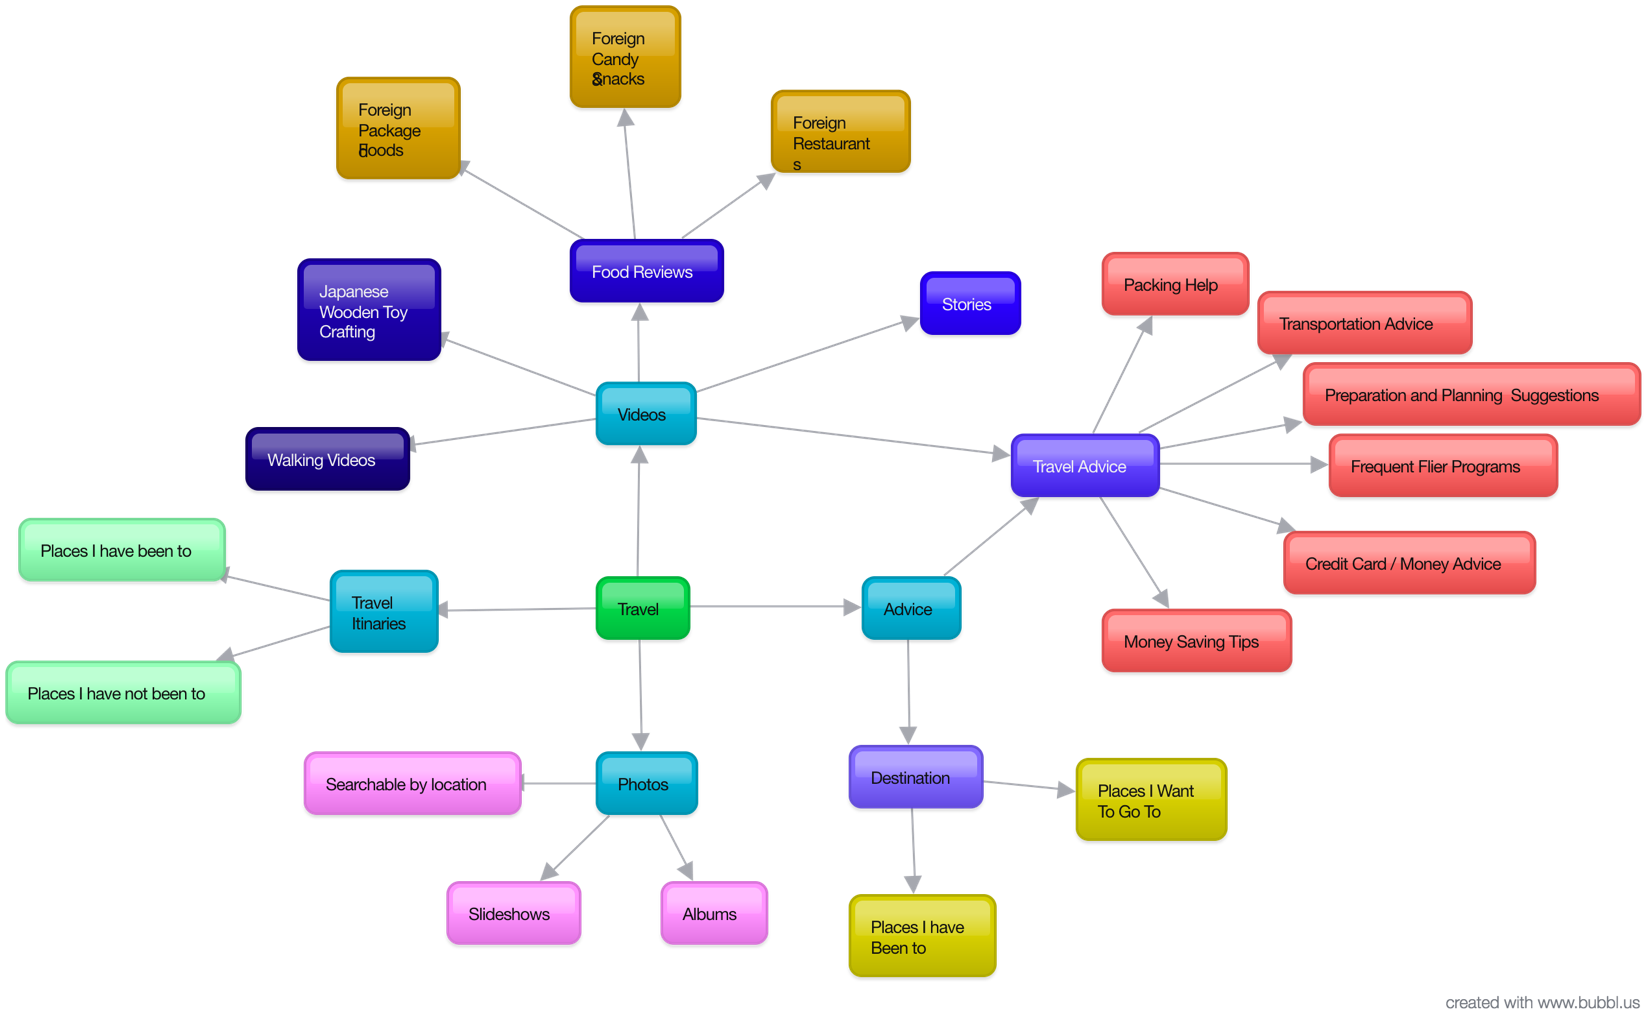 Foreign
Candy
& Snacks
Foreign
Packaged
Foods
Foreign
Restaurant
s
Food Reviews
Japanese
Wooden Toy
Crafting
Stories
Packing Help
Transportation Advice
Preparation and Planning  Suggestions
Videos
Walking Videos
Travel Advice
Frequent Flier Programs
Places I have been to
Credit Card / Money Advice
Travel
Itinaries
Travel
Advice
Money Saving Tips
Places I have not been to
Searchable by location
Photos
Destination
Places I Want
To Go To
Slideshows
Albums
Places I have
Been to
created with www.bubbl.us